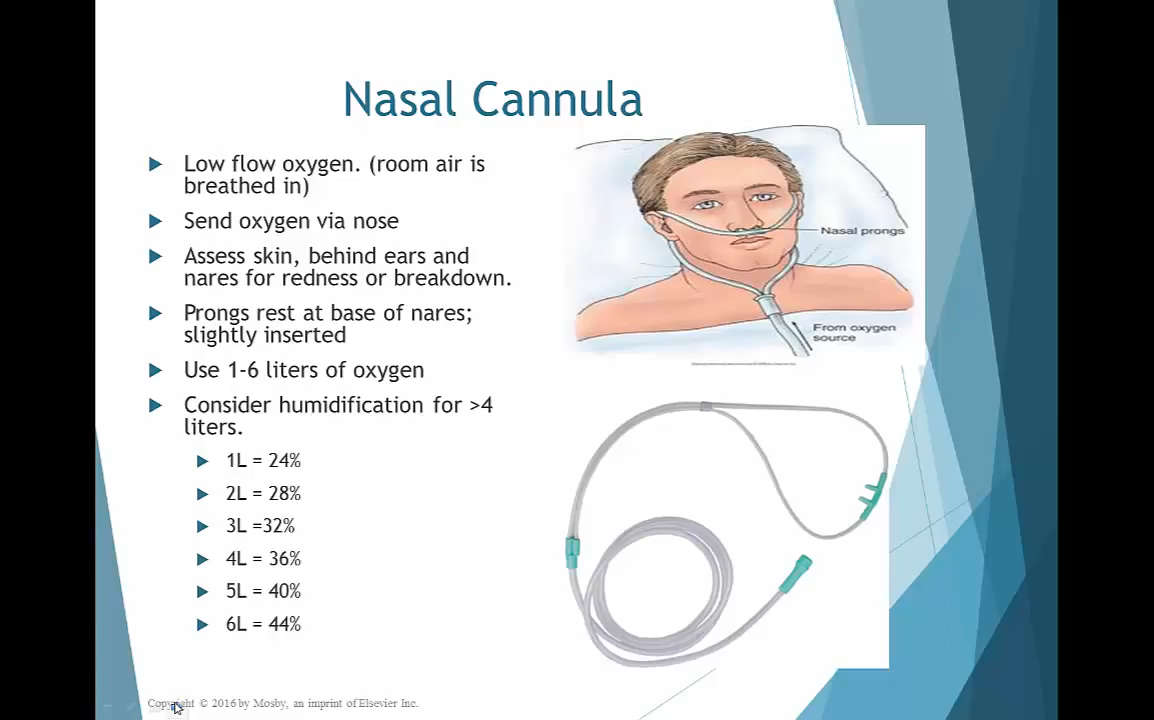 Nasal Cannula
Low flow oxygen. (room air is
breathed in)
Send oxygen via nose
Assess skin, behind ears and
nares for redness or breakdown.
Prongs rest at base of nares;
slightly inserted
Use 1-6 liters of oxygen
Consider humidification for >4
liters.
1L = 24%
2L = 28%
3L =32%
4L = 36%
5L = 40%
6L = 44%
Nasal prongs
From oxygen
source
Copyright © 2016 by Mosby, an imprint of Elsevier Inc.